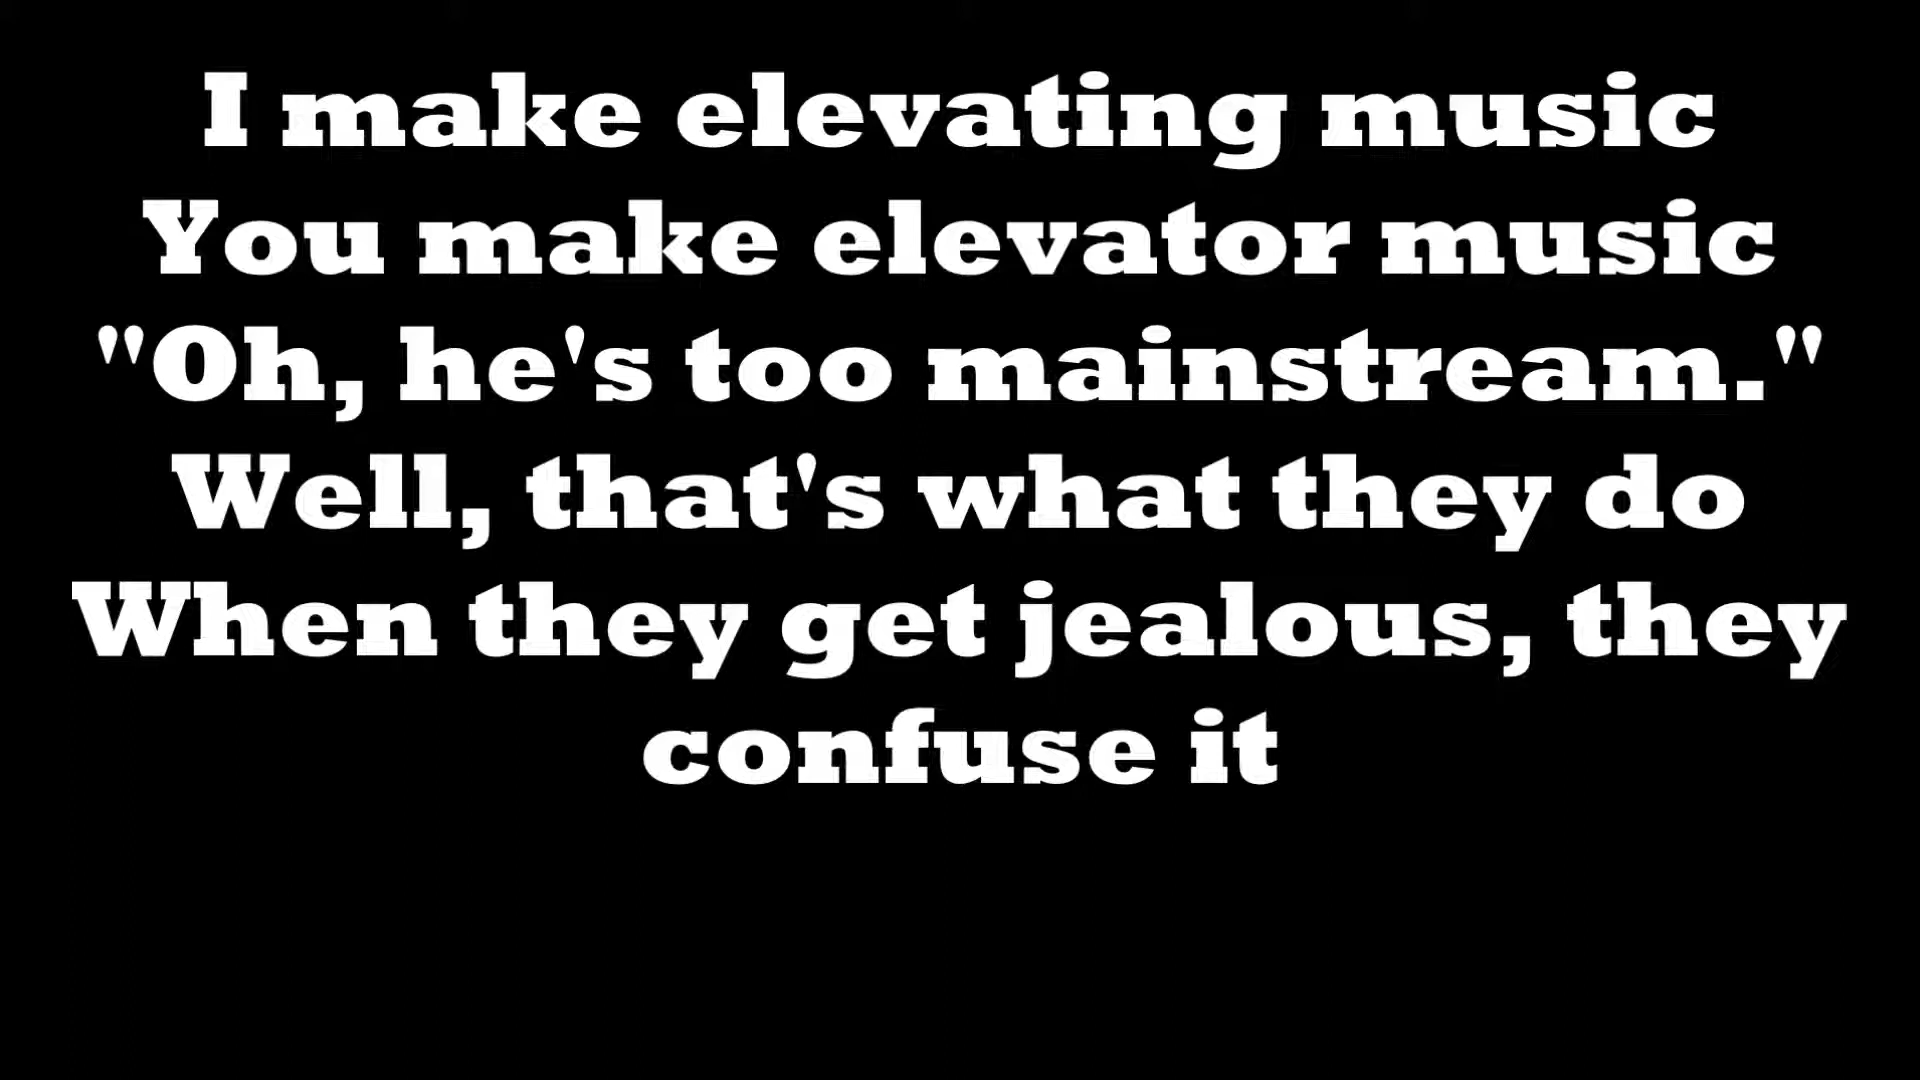 I make elevating music
You make elevator music
"Oh, he's too mainstream."
Well, that's what they do
When they get jealous, they
confuse it